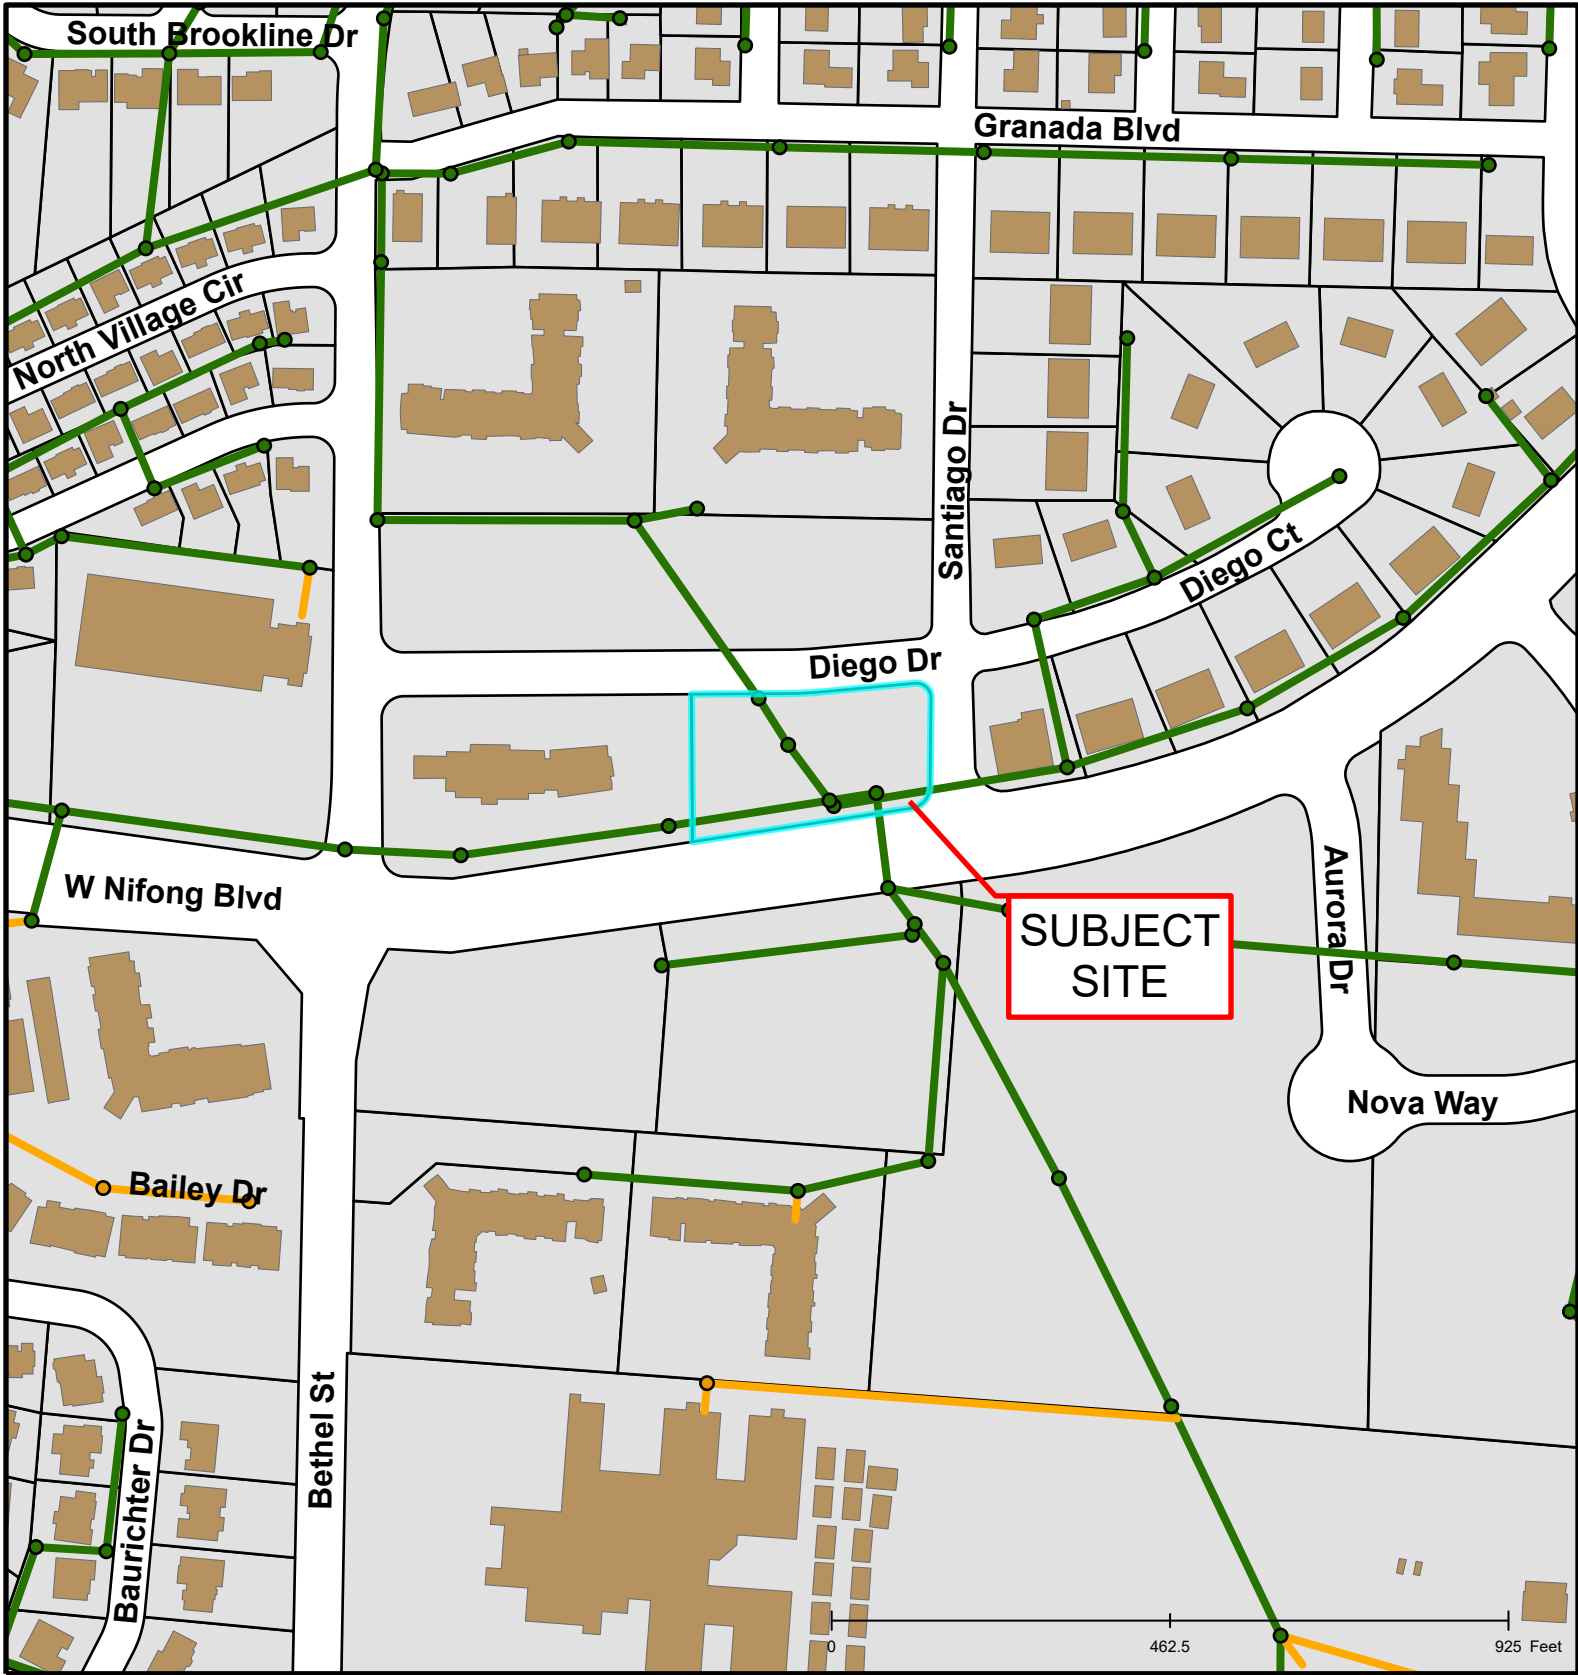 South Brookline Dr
Granada Blvd
North Village Cir
Santiago Dr
Diego Ct
Diego Dr
W Nifong Blvd
Aurora Dr
SUBJECT
SITE
Nova Way
Bailey Dr
Bethel St
Baurichter Dr
0 462.5 925 Feet